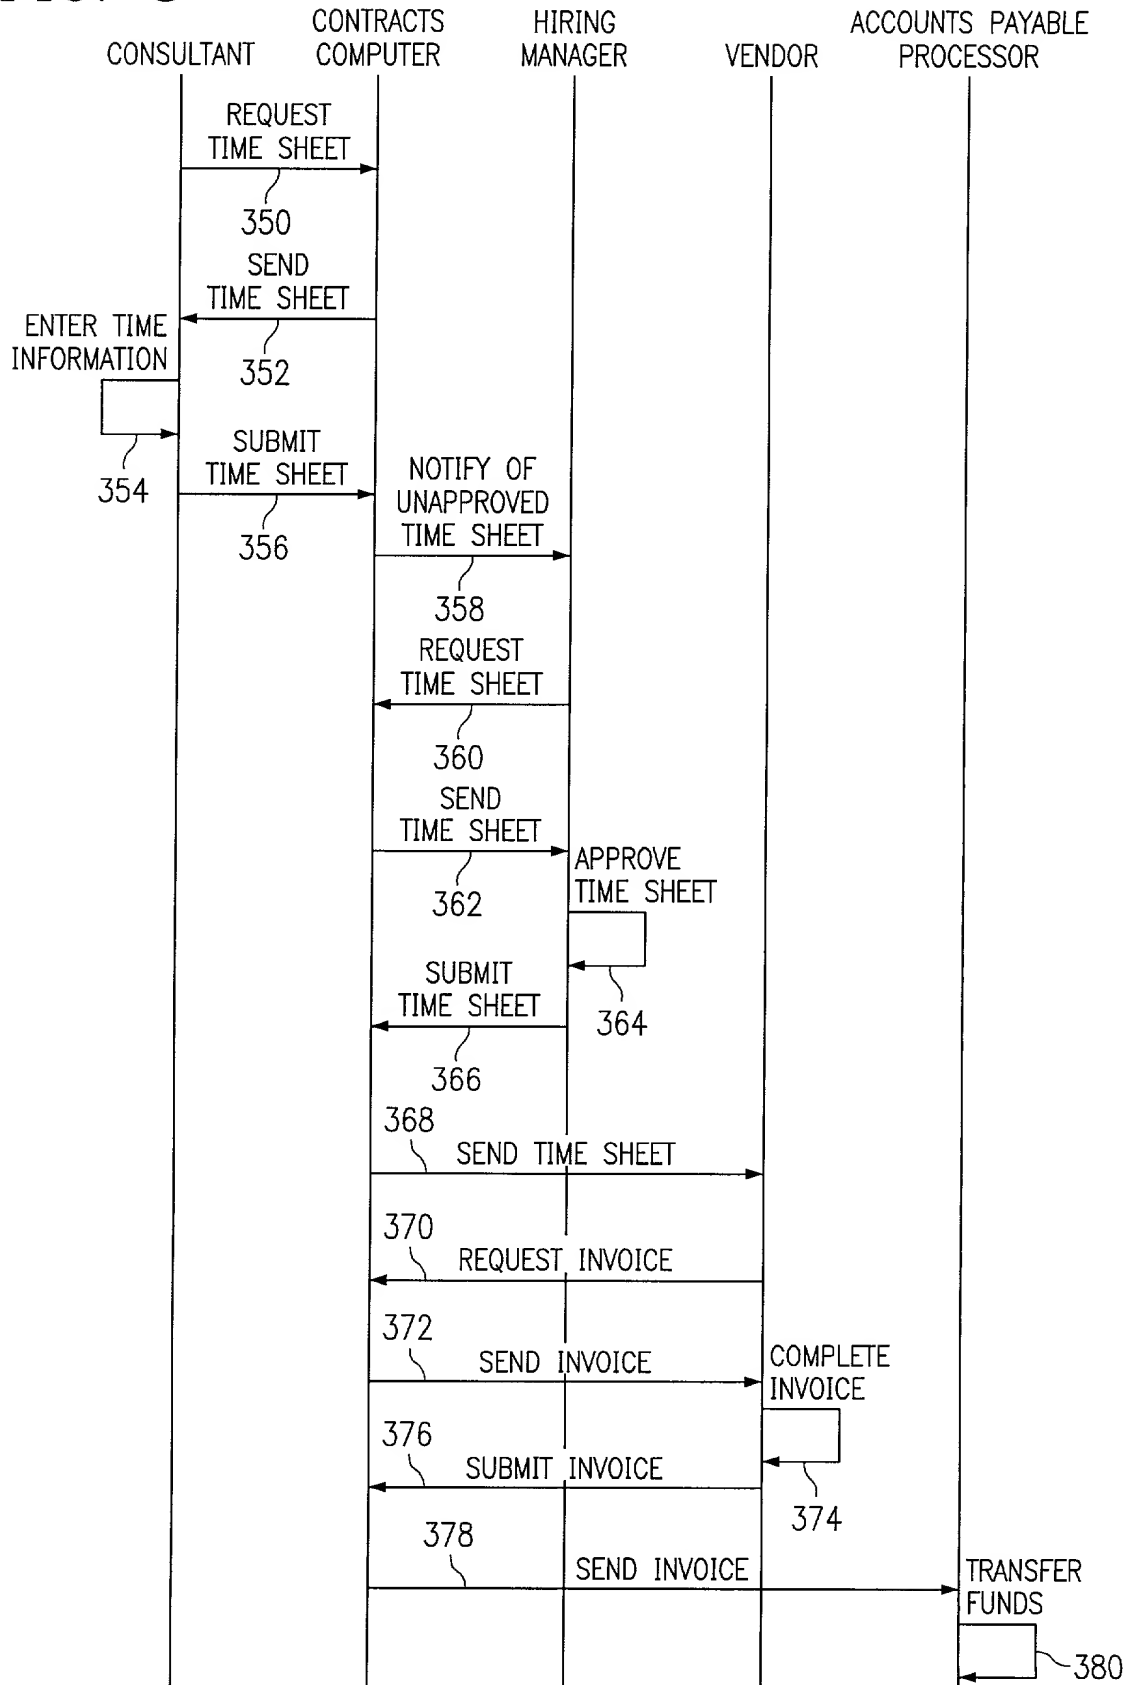 CONSULTANT
CONTRACTS
COMPUTER
HIRING
MANAGER
VENDOR
ACCOUNTS PAYABLE
PROCESSOR
REQUEST
TIME SHEET
350
SEND
TIME SHEET
352
ENTER TIME
INFORMATION
354
SUBMIT
TIME SHEET
356
NOTIFY OF
UNAPPROVED
TIME SHEET
358
REQUEST
TIME SHEET
360
SEND
TIME SHEET
362
APPROVE
TIME SHEET
364
SUBMIT
TIME SHEET
366
368
SEND TIME SHEET
370
REQUEST INVOICE
372
SEND INVOICE
COMPLETE
INVOICE
374
376
SUBMIT INVOICE
378
SEND INVOICE
TRANSFER
FUNDS
380